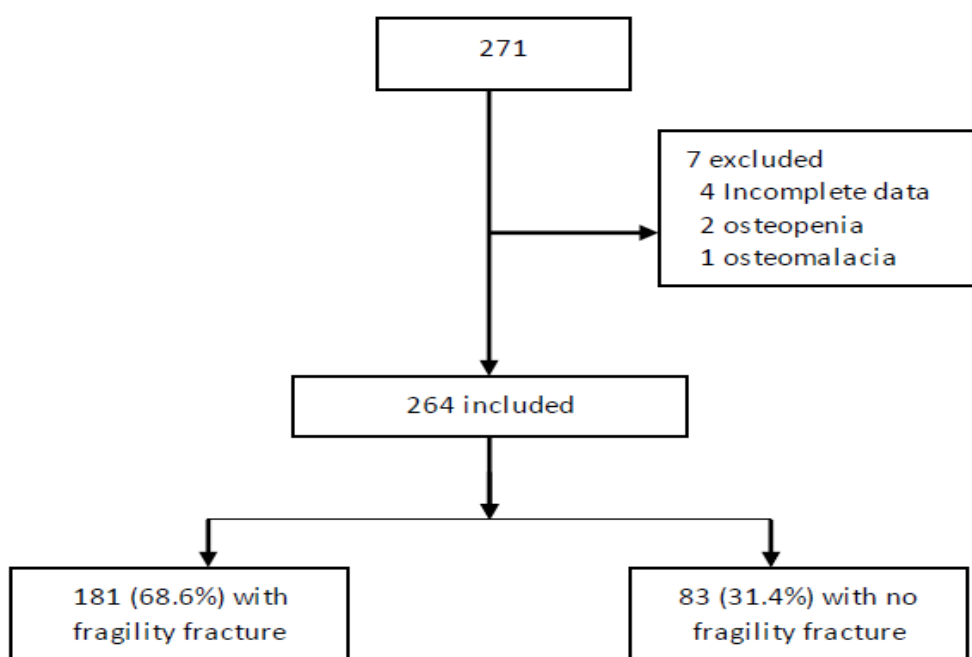 271
7 excluded
4 Incomplete data
2 osteopenia
1 osteomalacia
264 included
181 (68.6%) with
fragility fracture
83 (31.4%) with no
fragility fracture